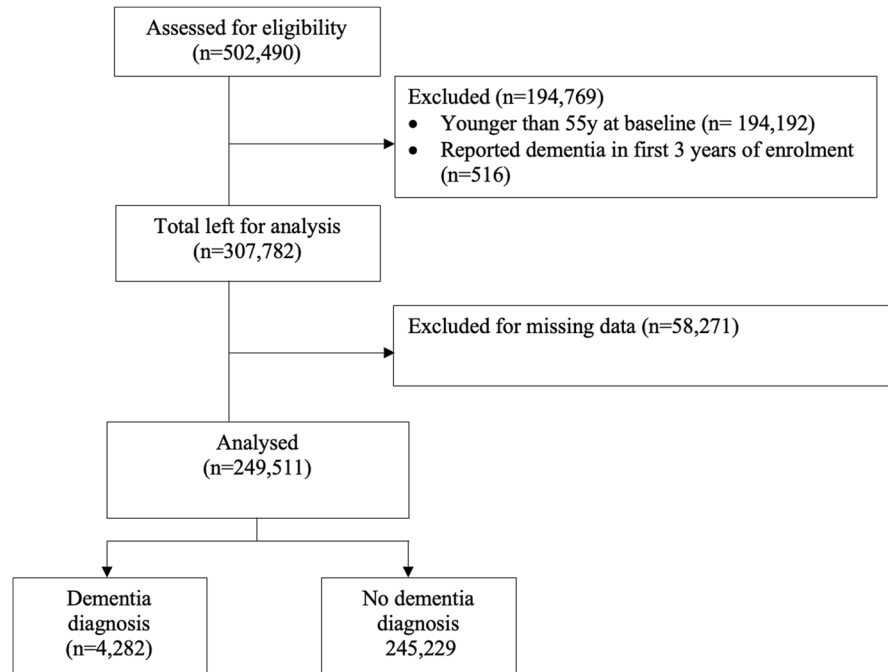 Assessed for eligibility
(n=502,490)
Excluded (n=194,769)
• Younger than 55y at baseline (n= 194,192)
• Reported dementia in first 3 years of enrolment
(n=516)
Total left for analysis
(n=307,782)
Excluded for missing data (n=58,271)
Analysed
(n=249,511)
Dementia
diagnosis
(n=4,282)
No dementia
diagnosis
245,229